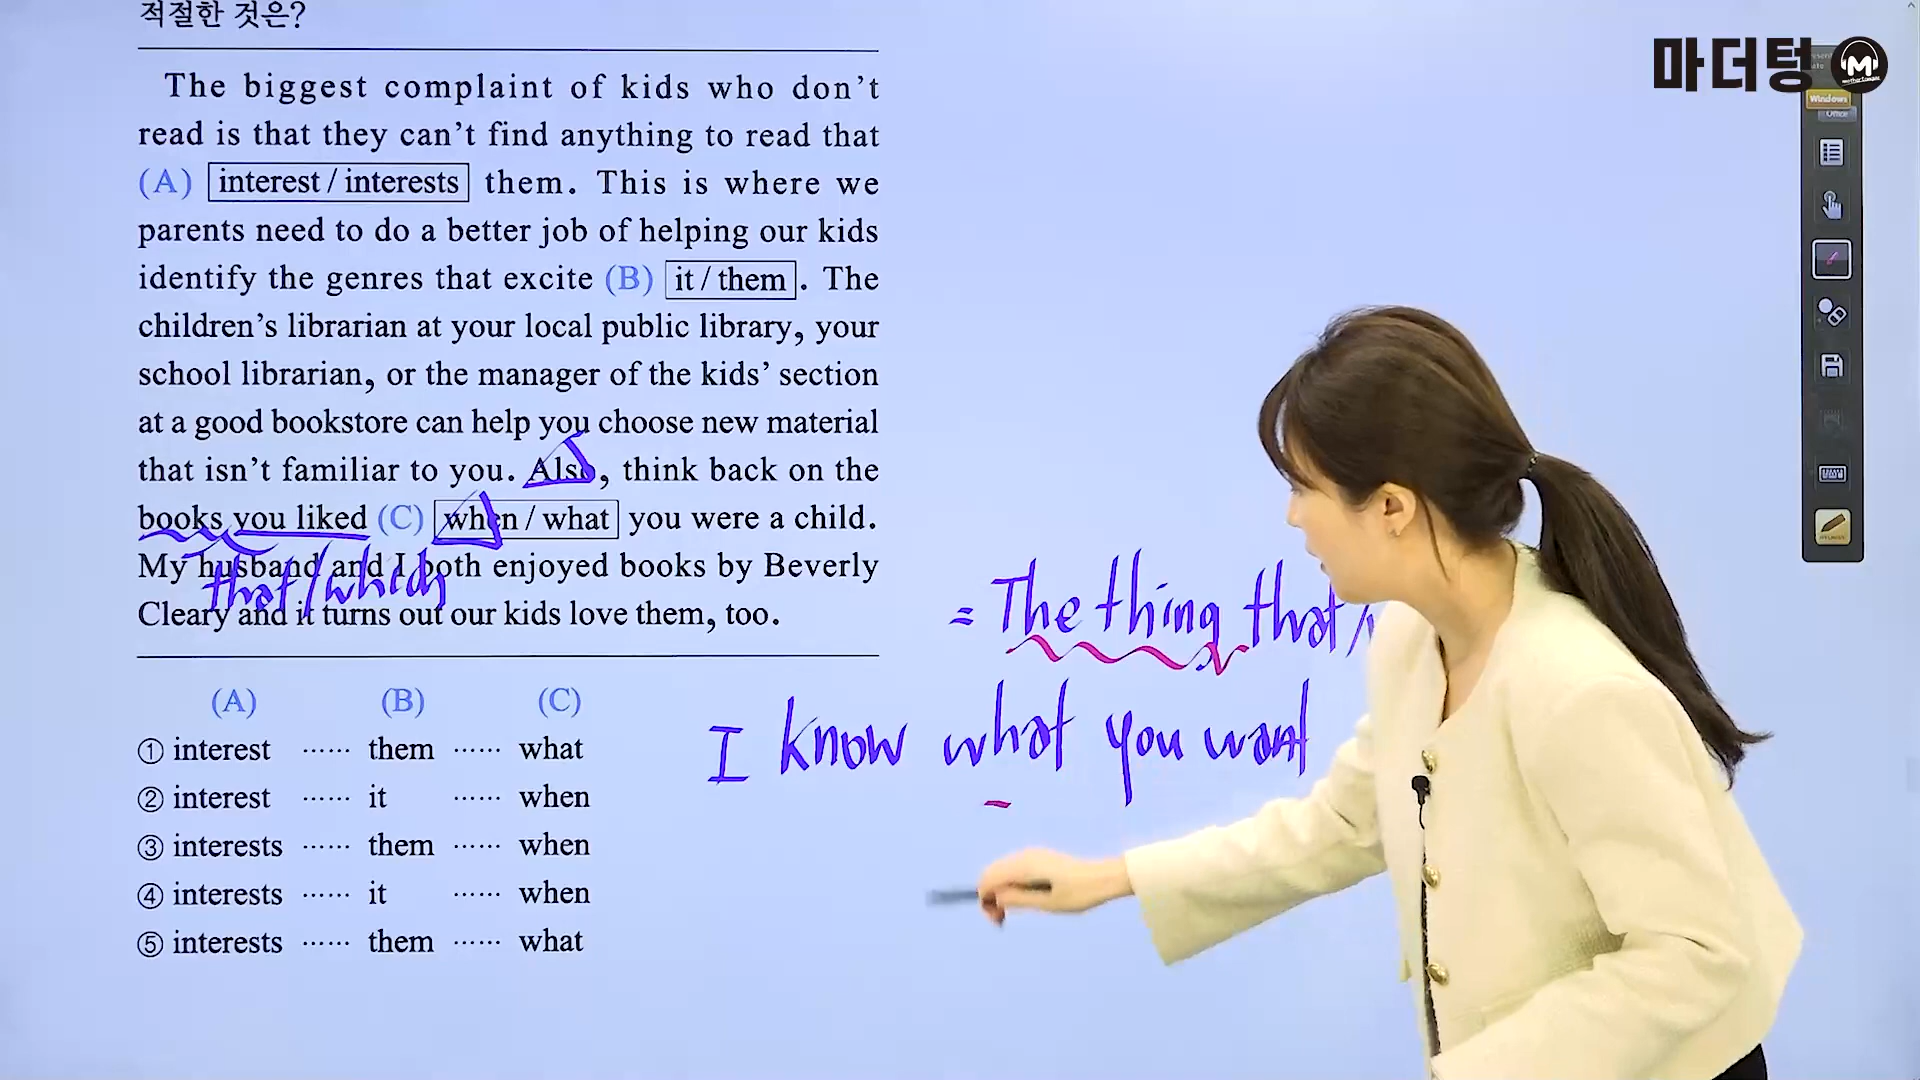 적절한 것은?
The biggest complaint of kids who don't
read is that they can't find anything to read that
(A) interest / interests them. This is where we
parents need to do a better job of helping our kids
identify the genres that excite (B) it / them. The
children's librarian at your local public library, your
school librarian, or the manager of the kids' section
at a good bookstore can help you choose new material
that isn't familiar to you. Also, think back on the
books you liked (C) when / what you were a child.
My husband and I both enjoyed books by Beverly
that/which
Cleary and it turns out our kids love them, too.
(A) (B) (C)
① interest ...... them ...... what
② interest ...... it ...... when
③ interests ...... them ...... when
④ interests ...... it ...... when
⑤ interests ...... them ...... what
= The thing that/
I know what you want
마더텅
M
Windows
Office